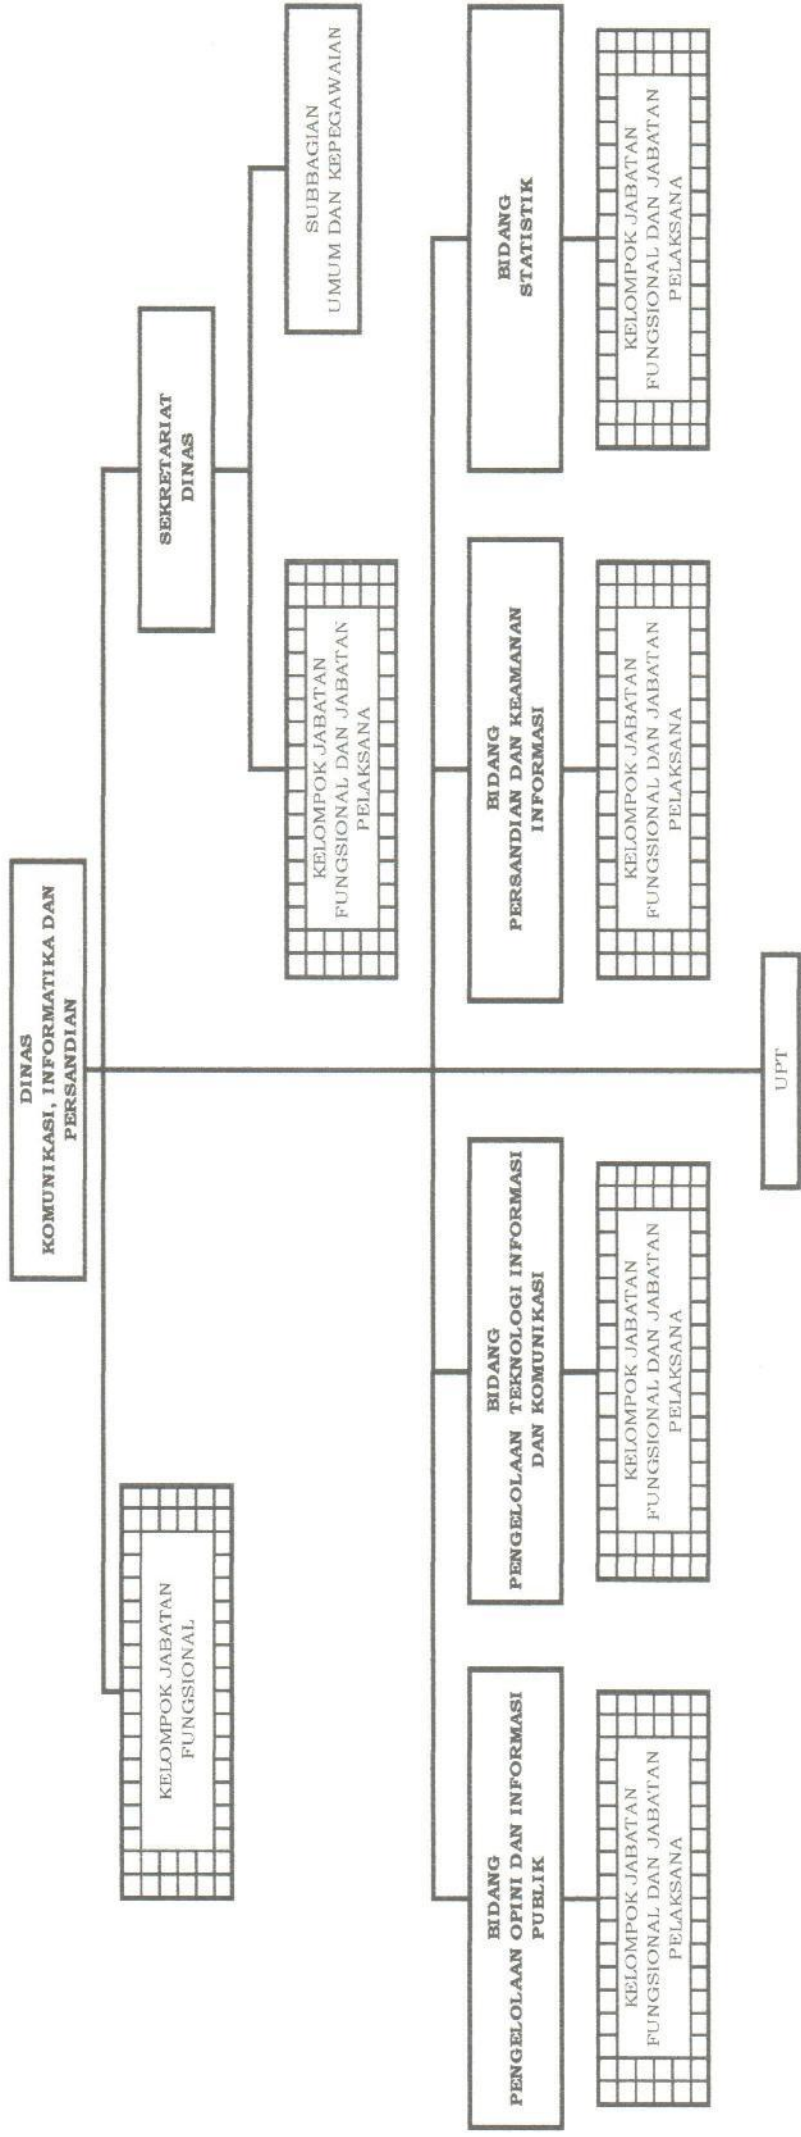 DINAS
KOMUNIKASI, INFORMATIKA DAN
PERSANDIAN
KELOMPOK JABATAN
FUNGSIONAL
SEKRETARIAT
DINAS
KELOMPOK JABATAN
FUNGSIONAL DAN JABATAN
PELAKSANA
SUBBAGIAN
UMUM DAN KEPEGAWAIAN
BIDANG
PENGELOLAAN OPINI DAN INFORMASI
PUBLIK
BIDANG
PENGELOLAAN TEKNOLOGI INFORMASI
DAN KOMUNIKASI
BIDANG
PERSANDIAN DAN KEAMANAN
INFORMASI
BIDANG
STATISTIK
KELOMPOK JABATAN
FUNGSIONAL DAN JABATAN
PELAKSANA
KELOMPOK JABATAN
FUNGSIONAL DAN JABATAN
PELAKSANA
KELOMPOK JABATAN
FUNGSIONAL DAN JABATAN
PELAKSANA
KELOMPOK JABATAN
FUNGSIONAL DAN JABATAN
PELAKSANA
UPT